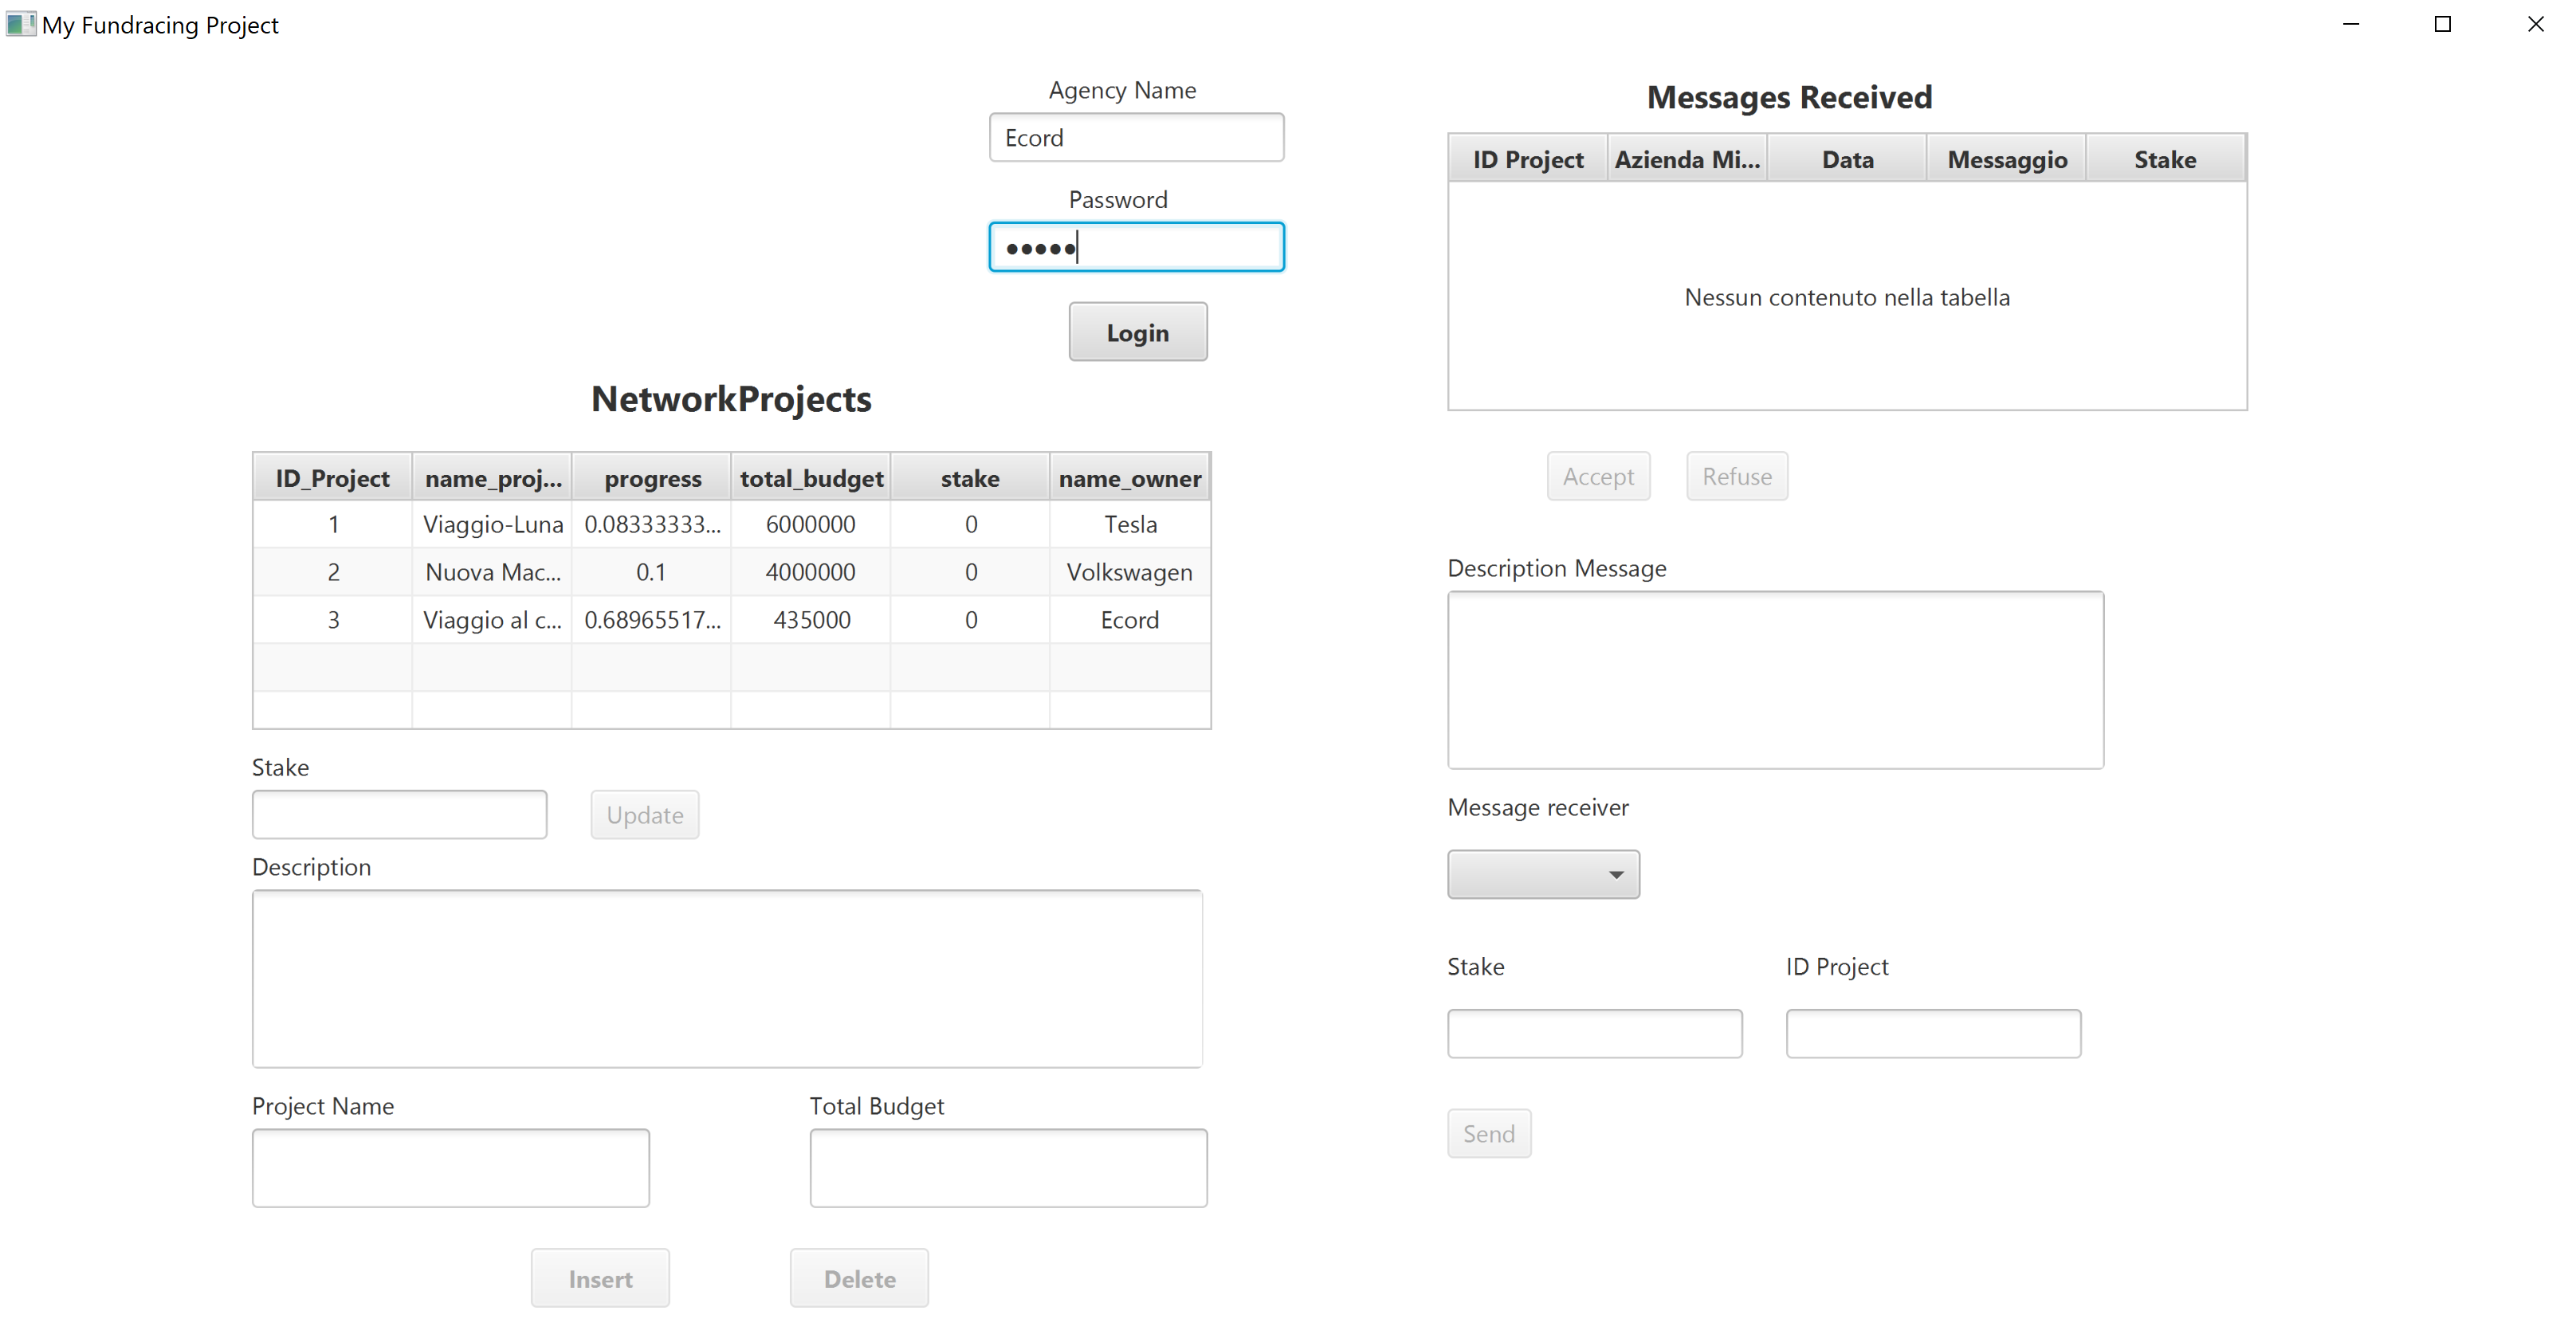 My Fundracing Project
Agency Name
Ecord
Password
●●●●●
Login
NetworkProjects
ID_Project name_proj... progress total_budget stake name_owner
1 Viaggio-Luna 0.08333333... 6000000 0 Tesla
2 Nuova Mac... 0.1 4000000 0 Volkswagen
3 Viaggio al c... 0.68965517... 435000 0 Ecord
Stake
Update
Description
Project Name Total Budget
Insert Delete
Messages Received
ID Project Azienda Mi... Data Messaggio Stake
Nessun contenuto nella tabella
Accept Refuse
Description Message
Message receiver
Stake ID Project
Send